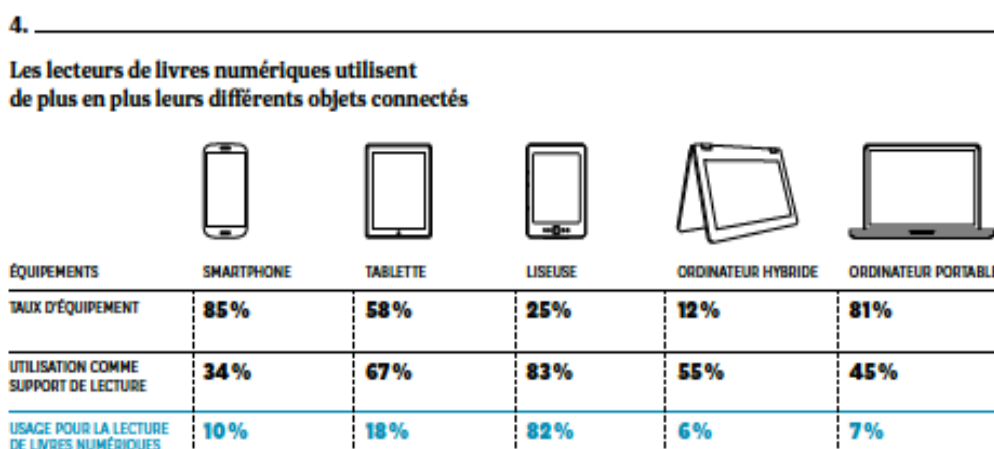 4.
Les lecteurs de livres numériques utilisent
de plus en plus leurs différents objets connectés
ÉQUIPEMENTS SMARTPHONE TABLETTE LISEUSE ORDINATEUR HYBRIDE ORDINATEUR PORTABLE
TAUX D'ÉQUIPEMENT 85% 58% 25% 12% 81%
UTILISATION COMME
SUPPORT DE LECTURE 34% 67% 83% 55% 45%
USAGE POUR LA LECTURE
DE LIVRES NUMÉRIQUES 10% 18% 82% 6% 7%